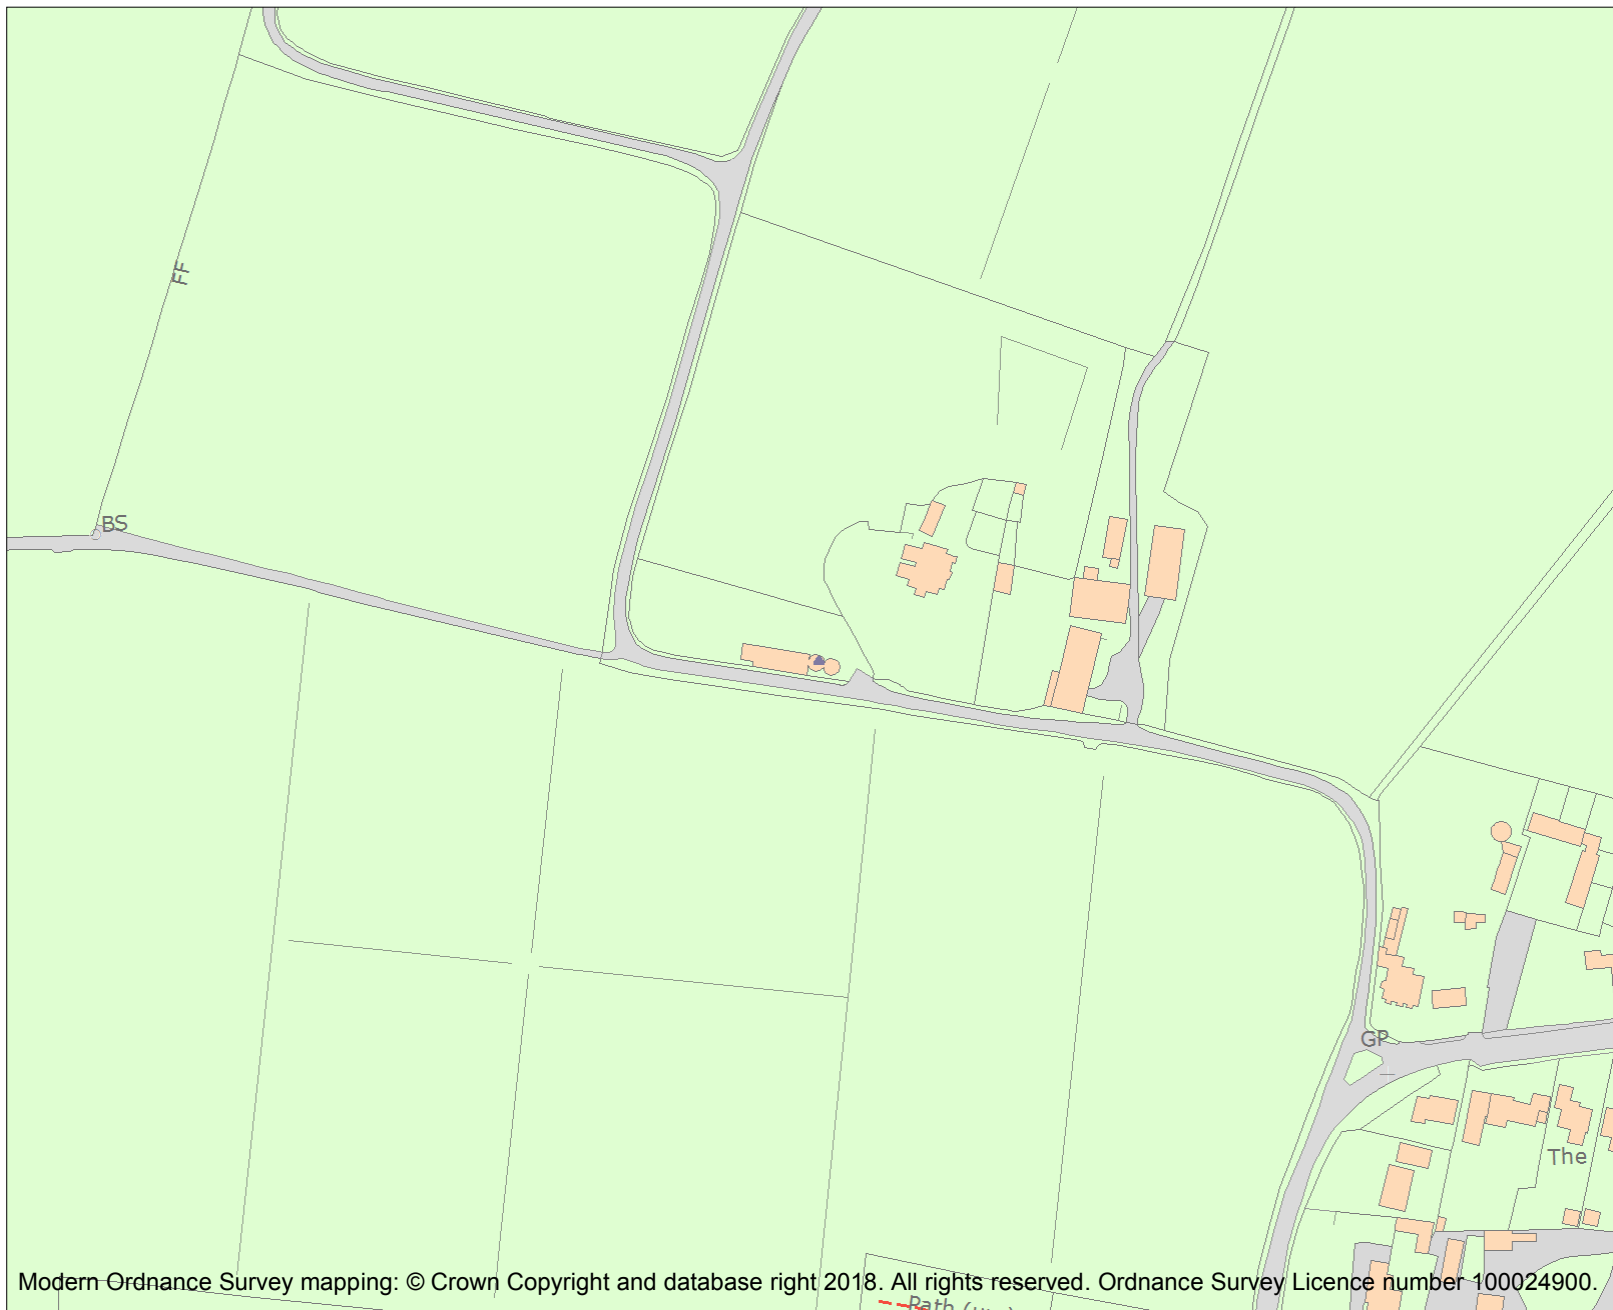 FF
BS
GP
The
Modern Ordnance Survey mapping: © Crown Copyright and database right 2018. All rights reserved. Ordnance Survey Licence number 100024900.
Path